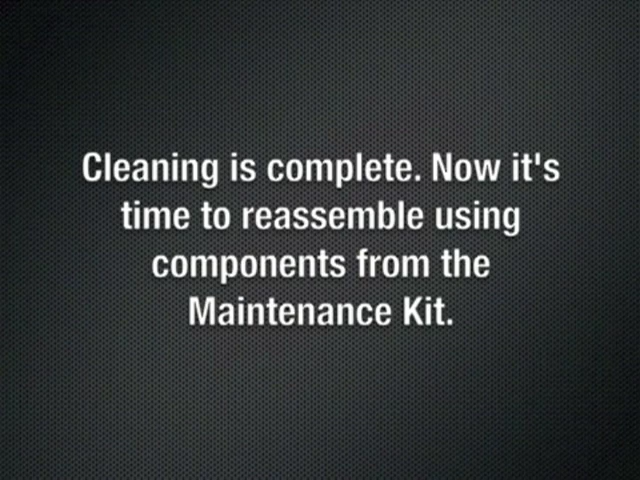 Cleaning is complete. Now it's
time to reassemble using
components from the
Maintenance Kit.